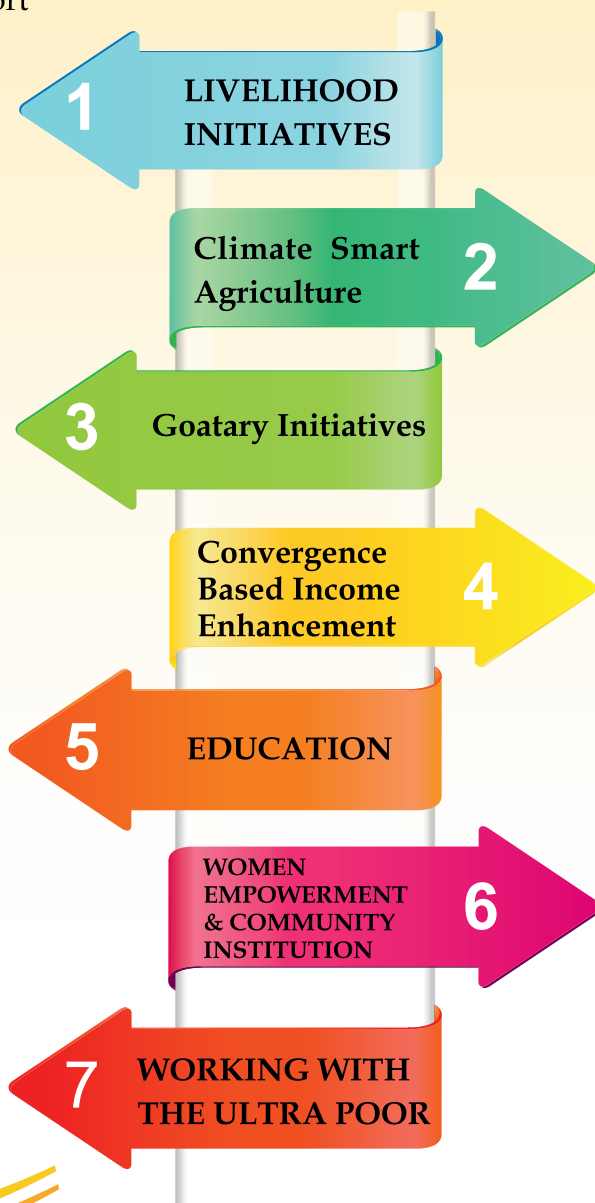 1
LIVELIHOOD
INITIATIVES
Climate Smart
Agriculture
2
3
Goatary Initiatives
Convergence
Based Income
Enhancement
4
5
EDUCATION
WOMEN
EMPOWERMENT
& COMMUNITY
INSTITUTION
6
7
WORKING WITH
THE ULTRA POOR